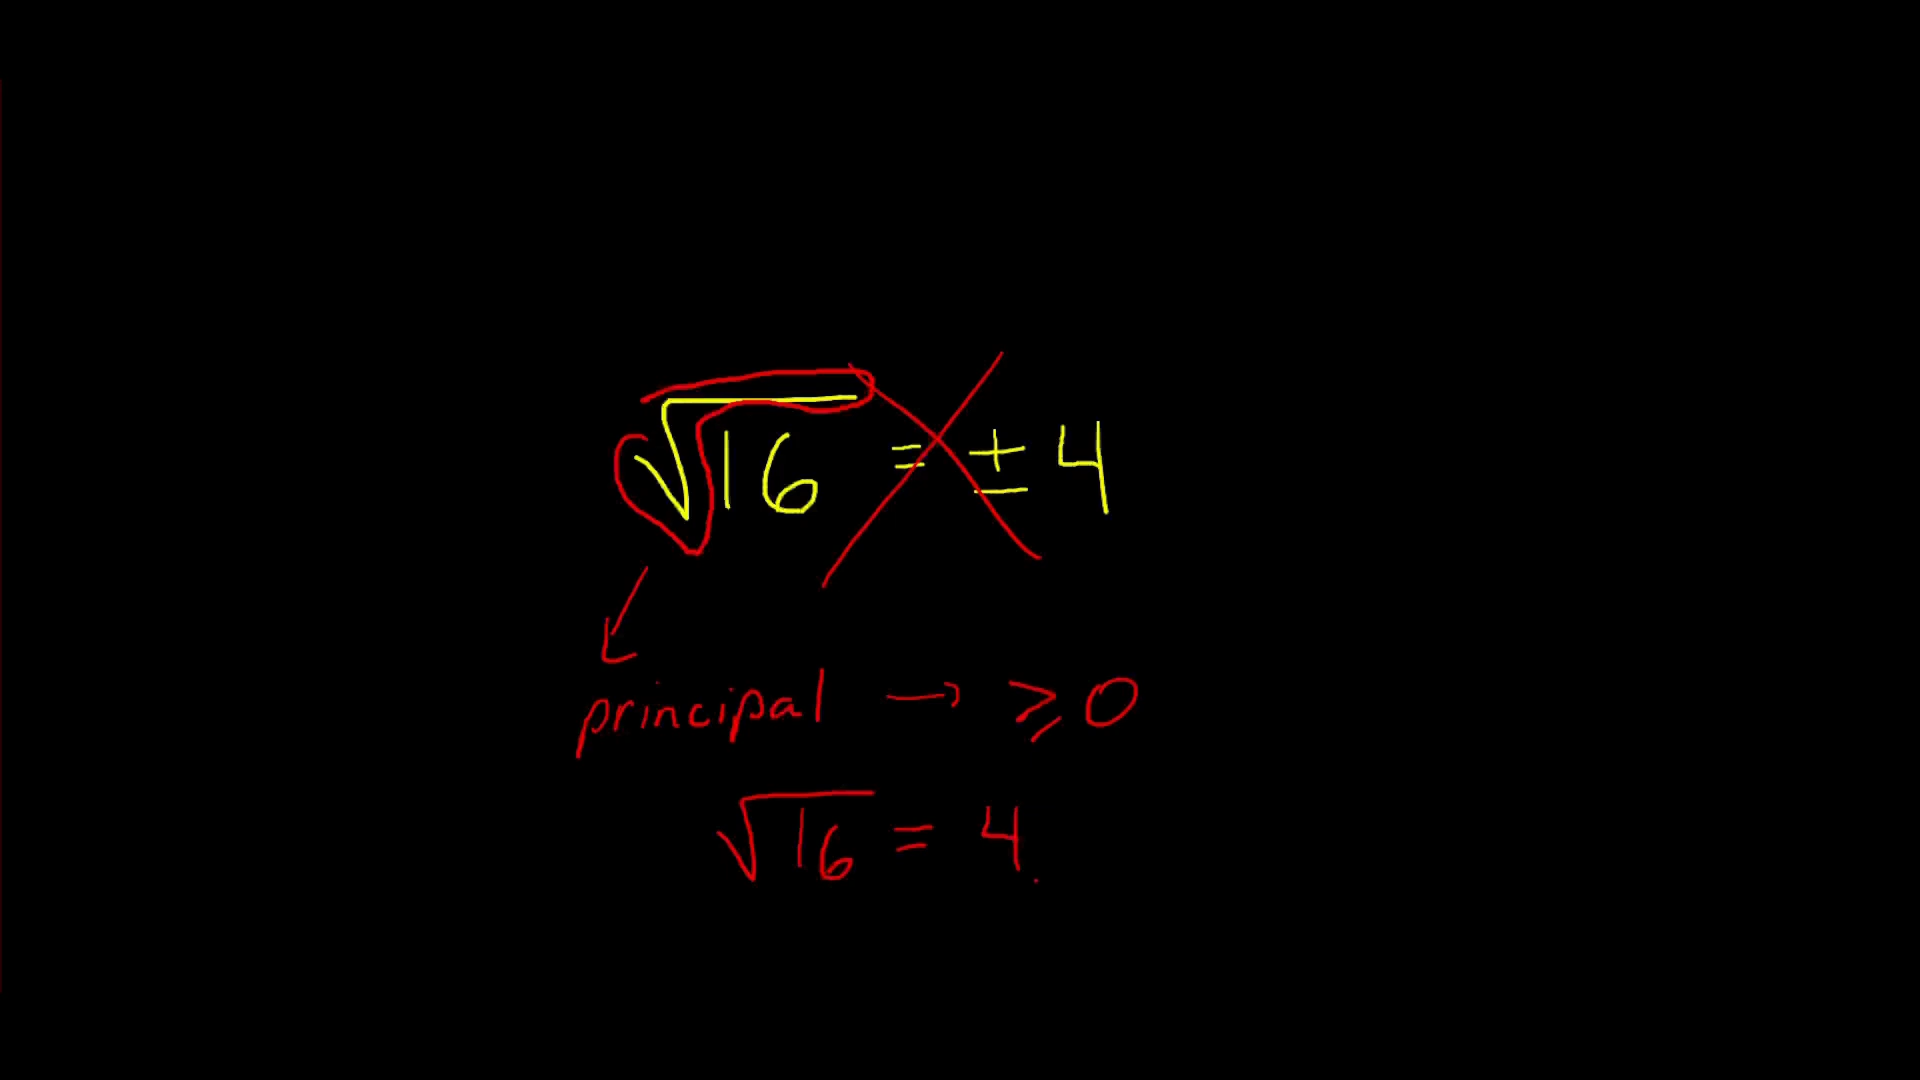 √16 = ± 4
principal → ≥ 0
√16 = 4.